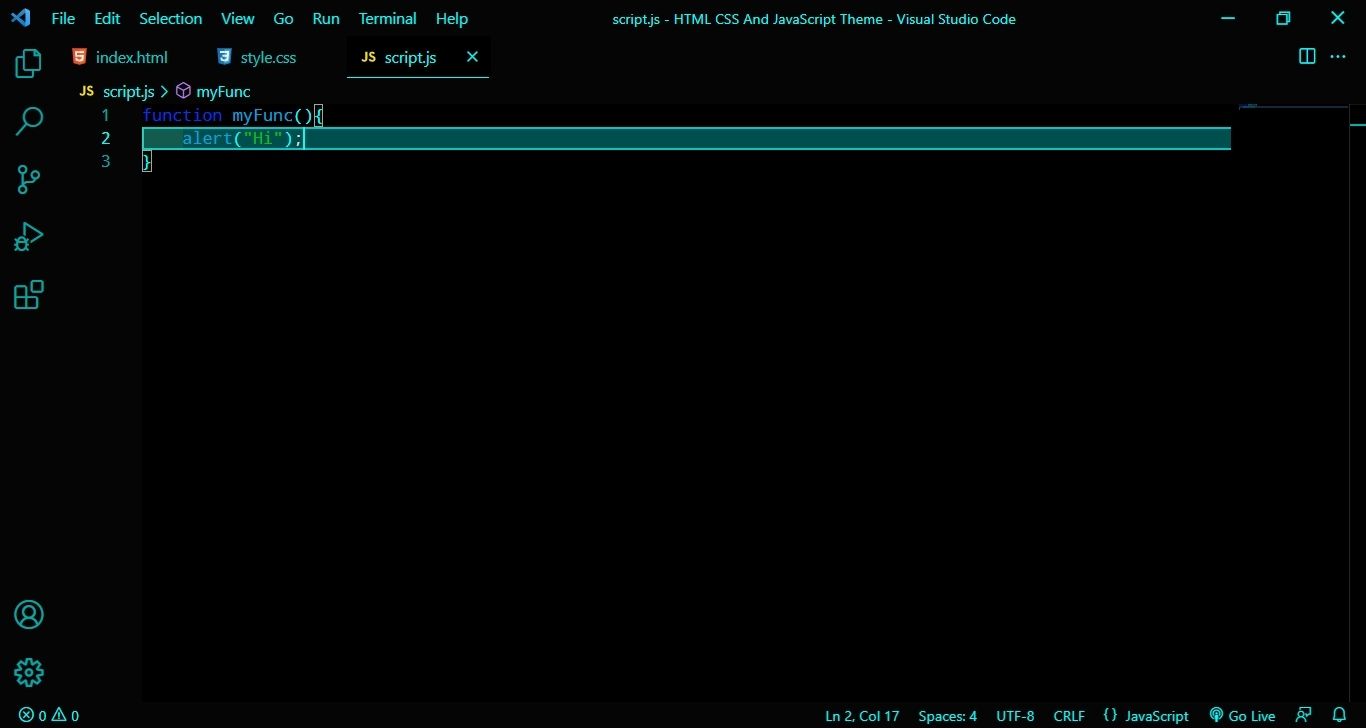 File Edit Selection View Go Run Terminal Help script.js - HTML CSS And JavaScript Theme - Visual Studio Code
index.html style.css JS script.js
JS script.js > myFunc
1 function myFunc(){
2     alert("Hi");
3 }
0 0 Ln 2, Col 17 Spaces: 4 UTF-8 CRLF {} JavaScript Go Live